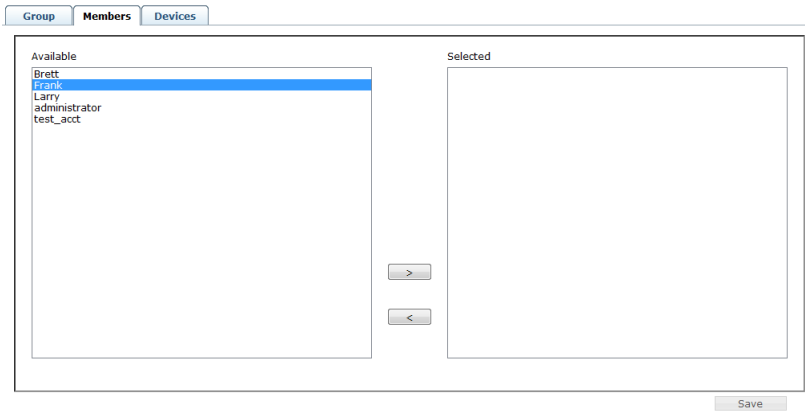 Group Members Devices
Available Selected
Brett
Frank
Larry
administrator
test_acct
>
<
Save